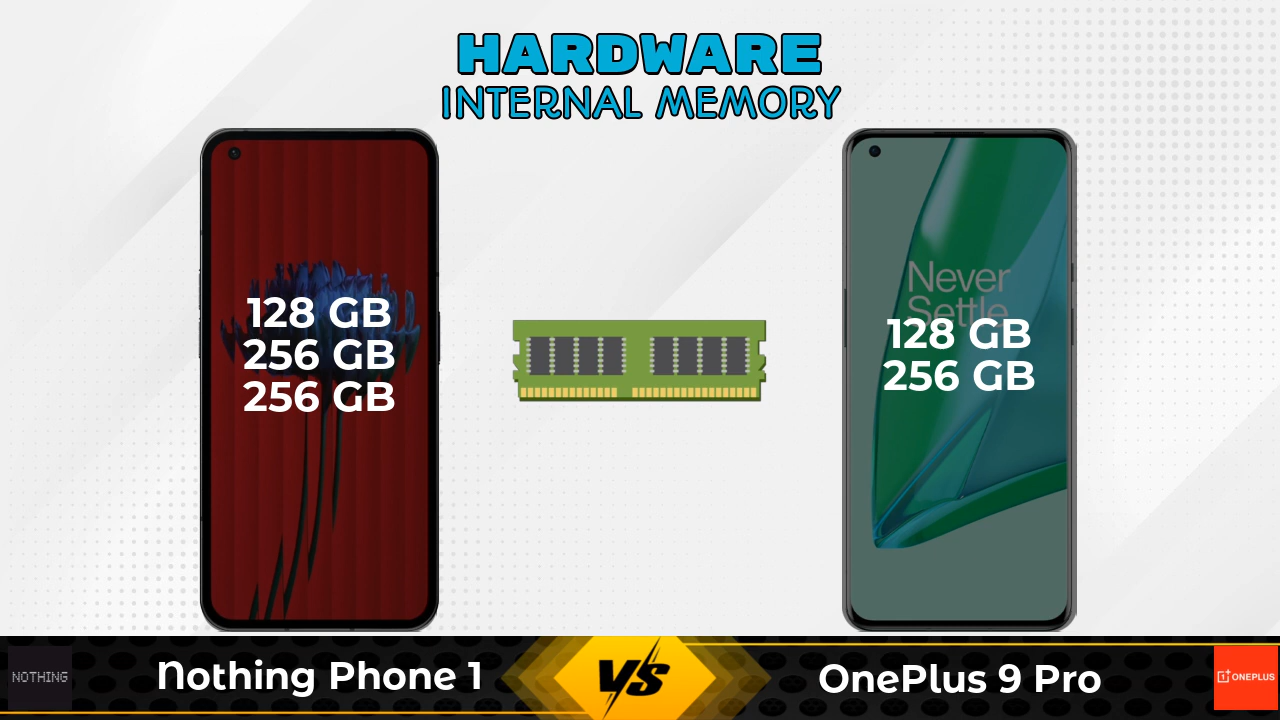 HARDWARE
INTERNAL MEMORY
128 GB
256 GB
256 GB
Never
Settle
128 GB
256 GB
NOTHING
Nothing Phone 1
VS
OnePlus 9 Pro
ONEPLUS